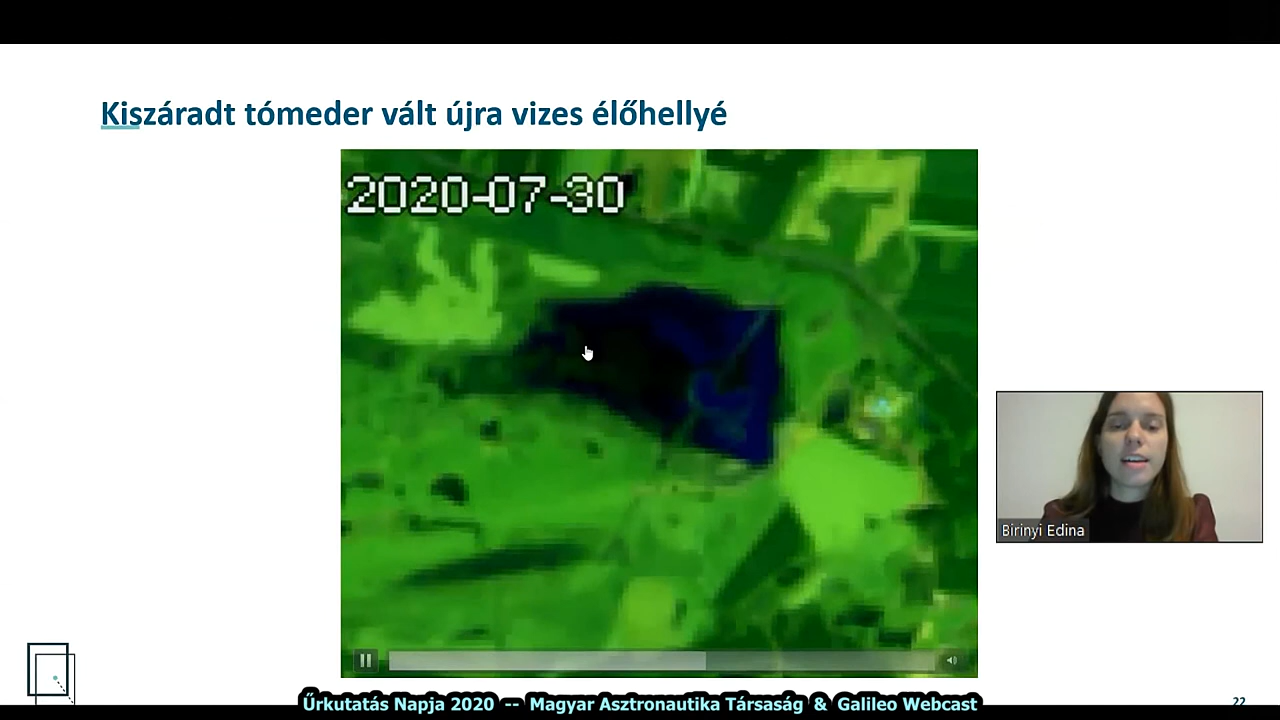 Kiszáradt tómeder vált újra vizes élőhellyé
2020-07-30
Birinyi Edina
Űrkutatás Napja 2020 -- Magyar Asztronautika Társaság & Galileo Webcast
22